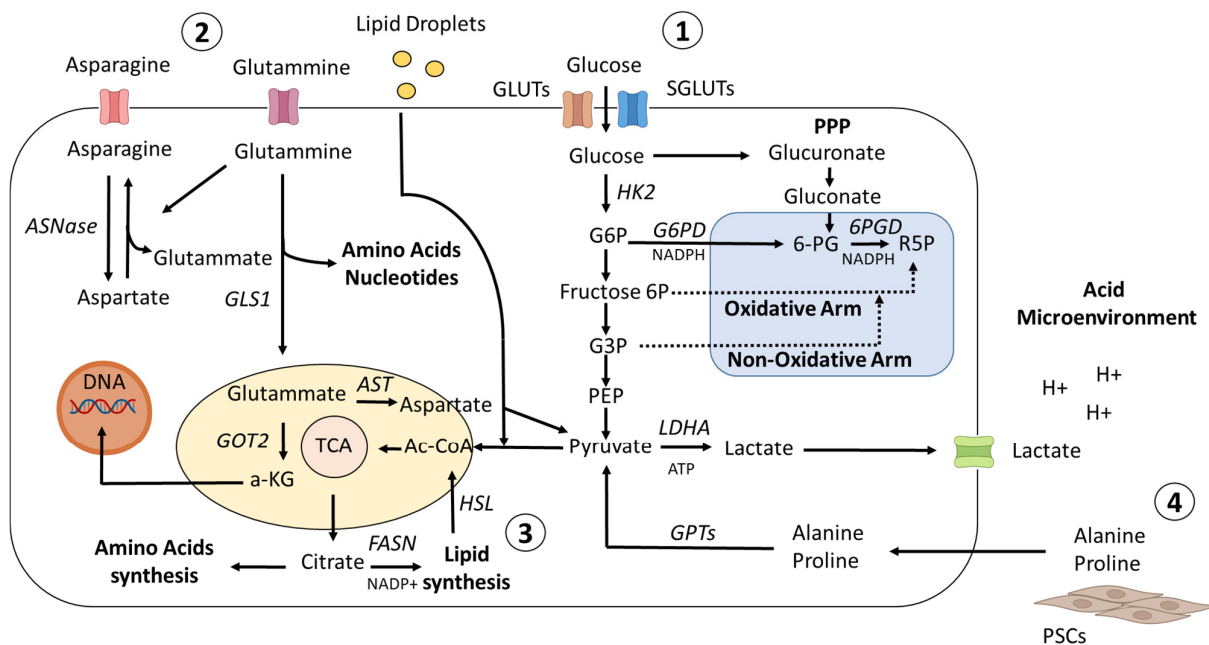 Lipid Droplets
2
1
Asparagine
Glutammine
Glucose
GLUTs
SGLUTs
Asparagine
Glutammine
Glucose
PPP
Glucuronate
HK2
Gluconate
ASNase
G6P
G6PD
NADPH
6-PG
6PGD
NADPH
R5P
Glutammate
Amino Acids
Nucleotides
Aspartate
GLS1
Fructose 6P
Oxidative Arm
G3P
Non-Oxidative Arm
Acid
Microenvironment
H+
H+
H+
DNA
Glutammate
AST
Aspartate
PEP
GOT2
TCA
Ac-CoA
Pyruvate
LDHA
ATP
Lactate
Lactate
a-KG
HSL
3
4
GPTs
Alanine
Proline
Alanine
Proline
Amino Acids
synthesis
Citrate
FASN
NADP+
Lipid
synthesis
PSCs